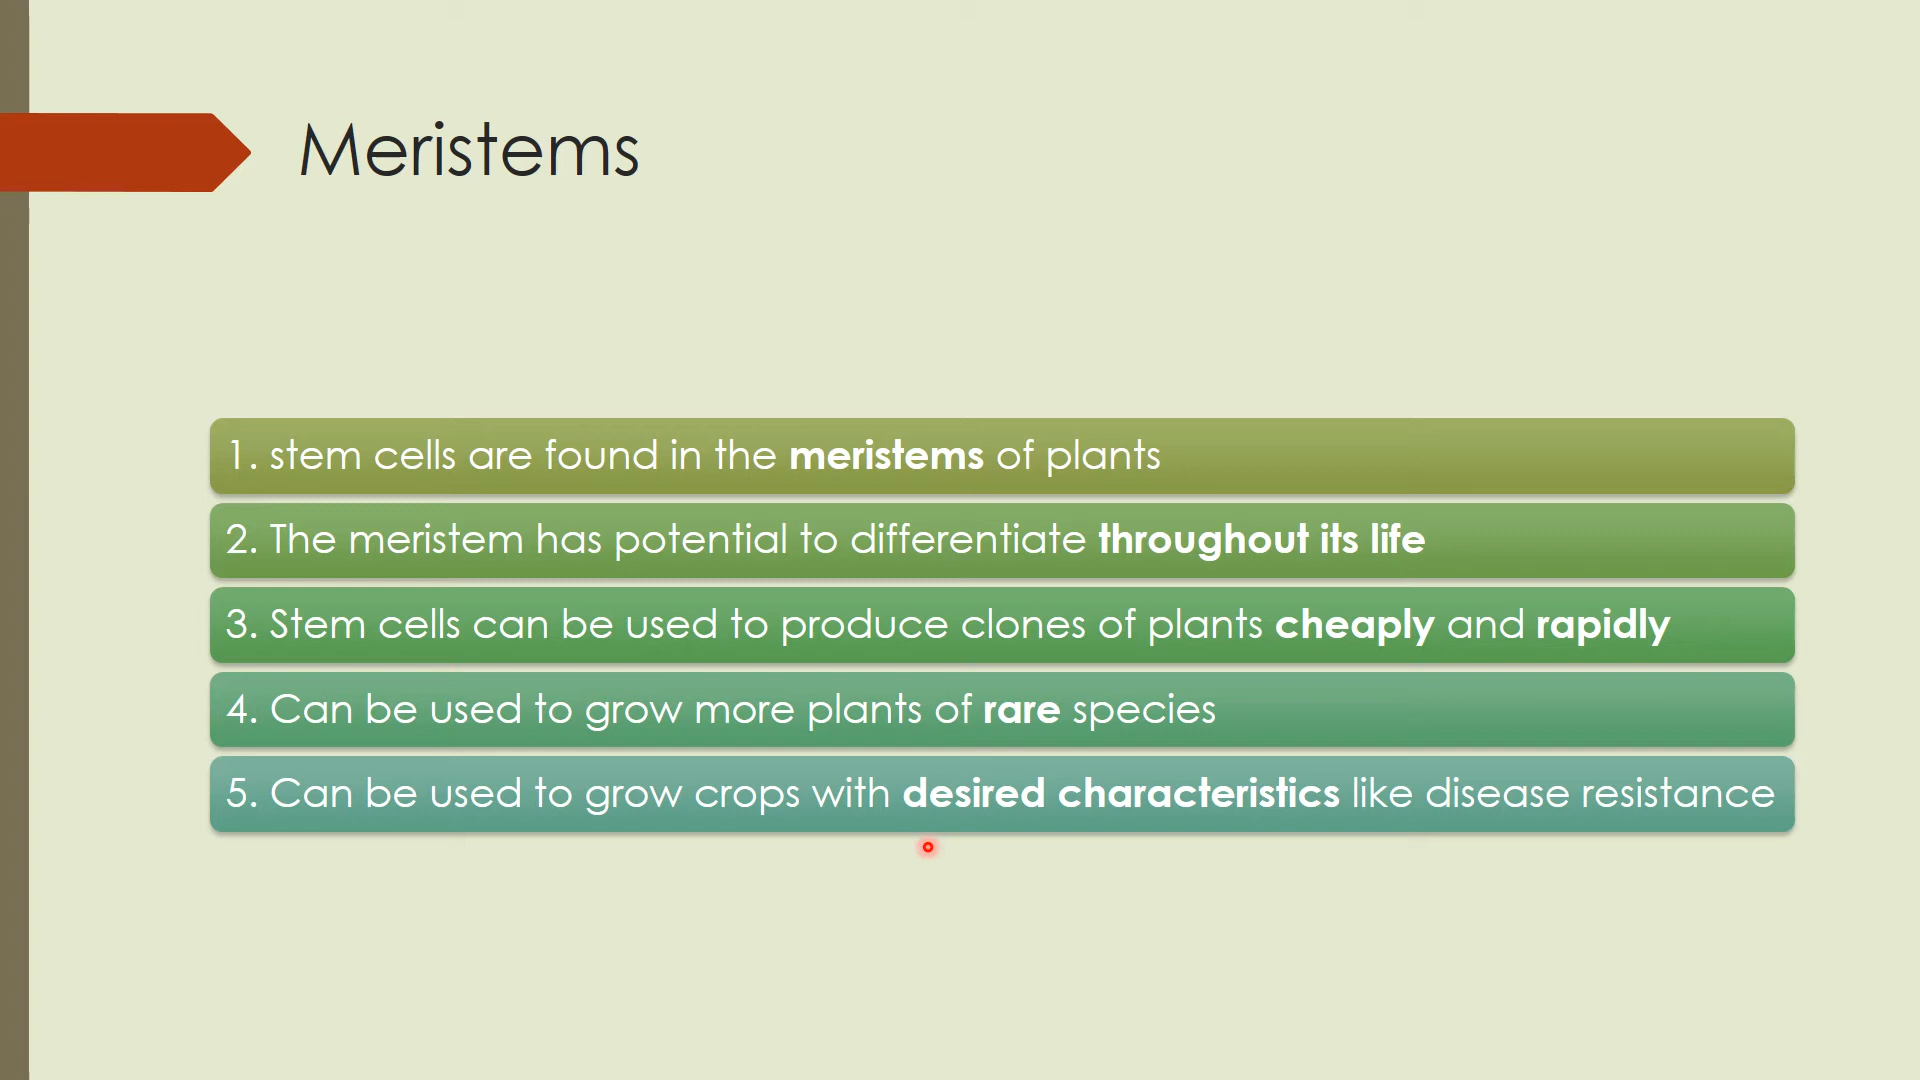 Meristems
1. stem cells are found in the meristems of plants
2. The meristem has potential to differentiate throughout its life
3. Stem cells can be used to produce clones of plants cheaply and rapidly
4. Can be used to grow more plants of rare species
5. Can be used to grow crops with desired characteristics like disease resistance